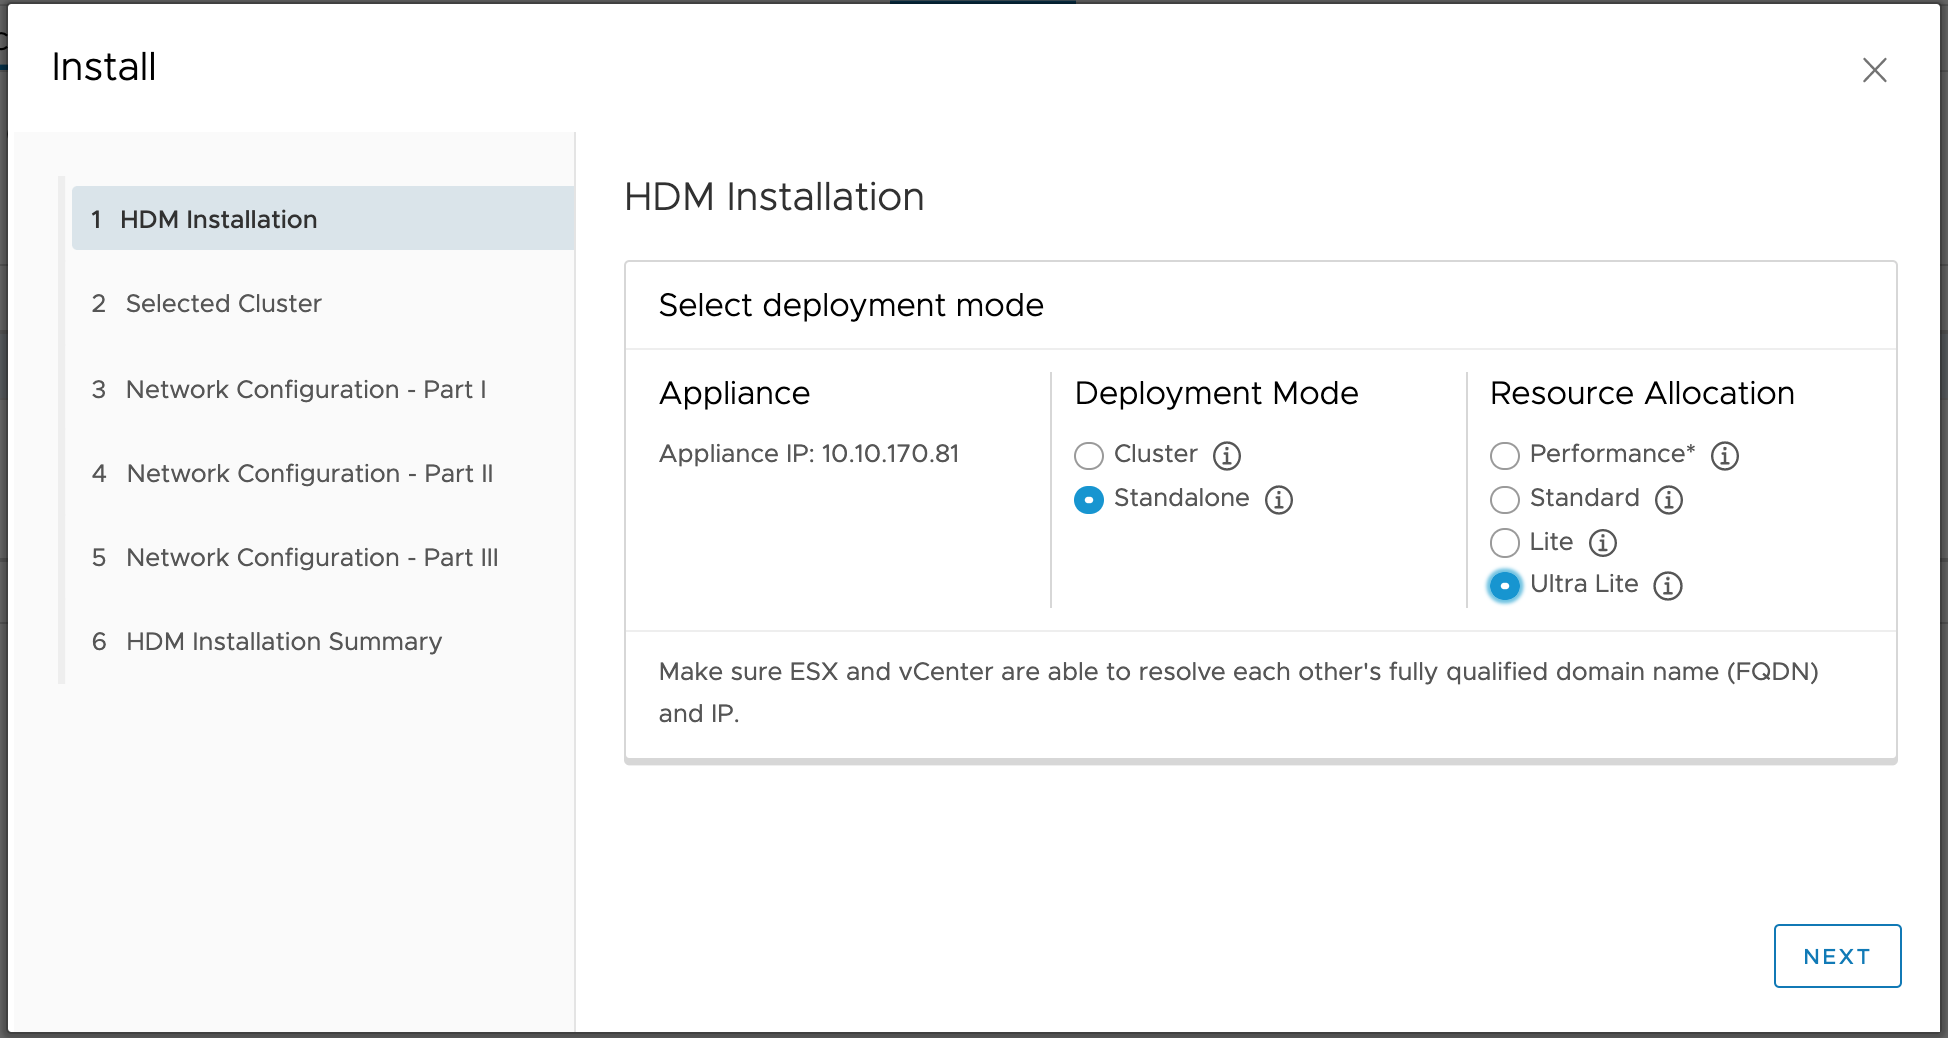 Install
1 HDM Installation
2 Selected Cluster
3 Network Configuration - Part I
4 Network Configuration - Part II
5 Network Configuration - Part III
6 HDM Installation Summary
HDM Installation
Select deployment mode
Appliance
Appliance IP: 10.10.170.81
Deployment Mode
Cluster
Standalone
Resource Allocation
Performance*
Standard
Lite
Ultra Lite
Make sure ESX and vCenter are able to resolve each other's fully qualified domain name (FQDN)
and IP.
NEXT